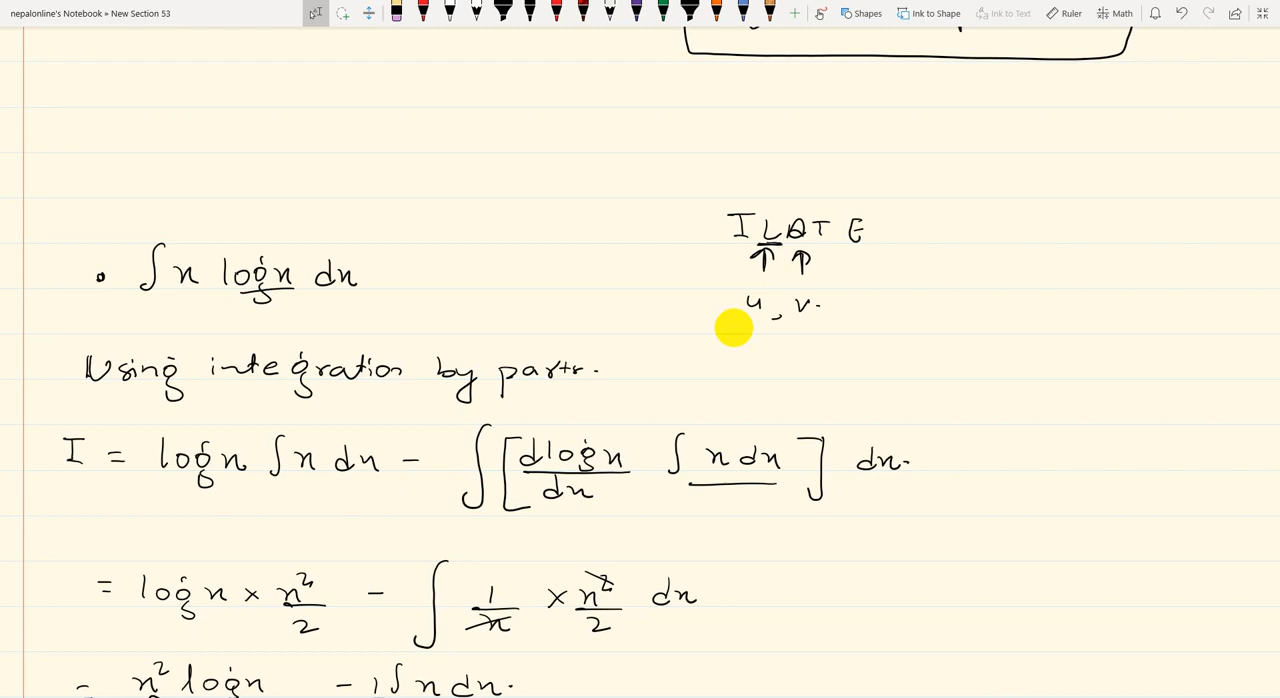 nepalonline's Notebook » New Section 53
Shapes Ink to Shape Ink to Text Ruler Math
I L A T E
u, v.
• ∫ x log x dx
Using integration by parts.
I = log x ∫ x dx - ∫ [ d log x / dx ∫ x dx ] dx.
= log x × x² / 2 - ∫ 1 / x × x² / 2 dx
= x² log x - 1 ∫ x dx.